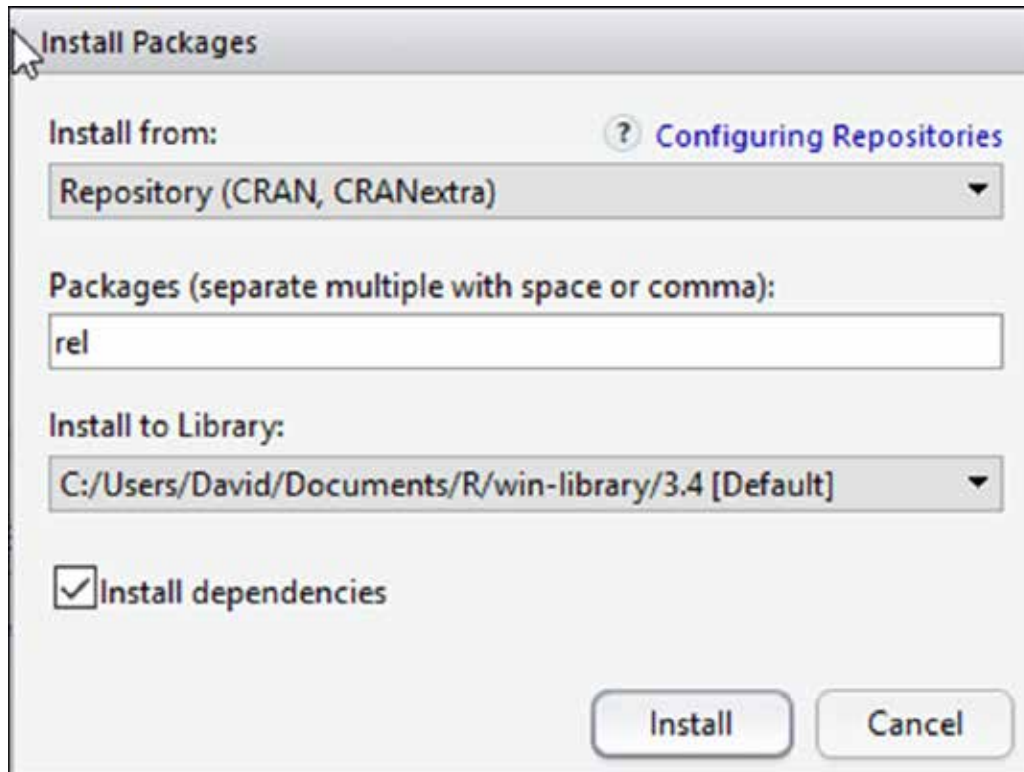 Install Packages
Install from:
? Configuring Repositories
Repository (CRAN, CRANextra)
Packages (separate multiple with space or comma):
rel
Install to Library:
C:/Users/David/Documents/R/win-library/3.4 [Default]
Install dependencies
Install
Cancel